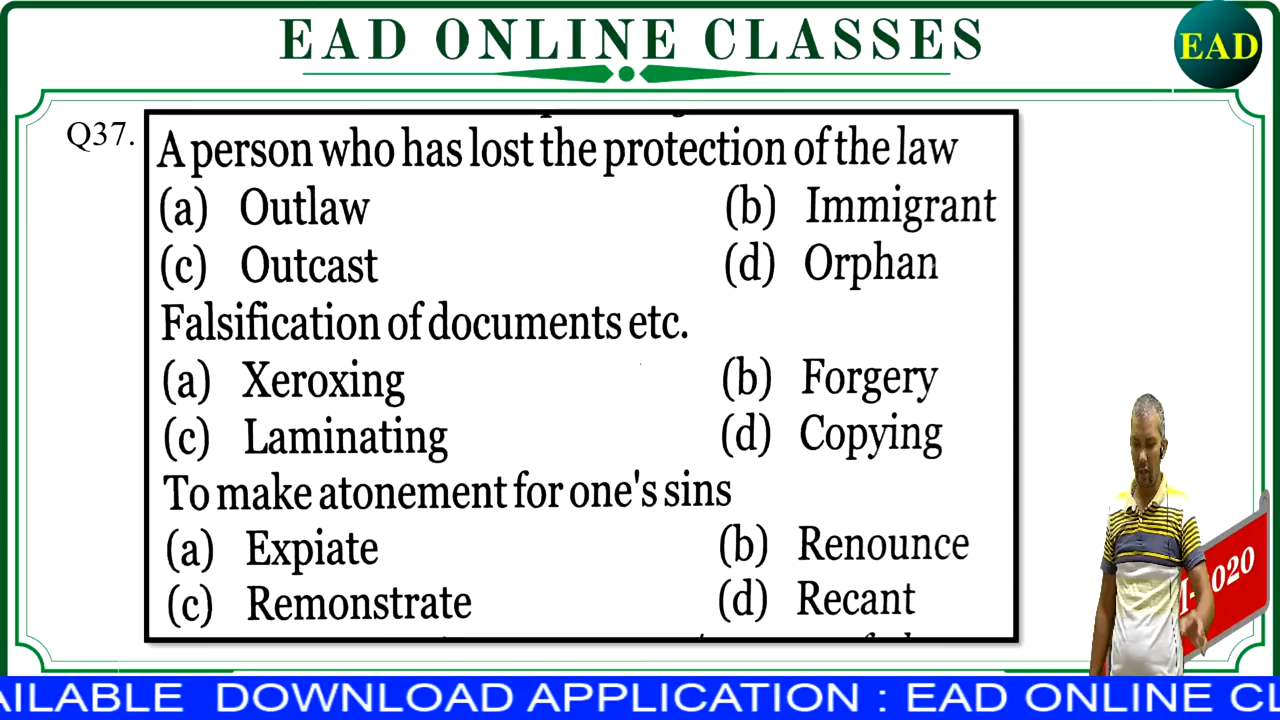 EAD ONLINE CLASSES
EAD
Q37.
A person who has lost the protection of the law
(a) Outlaw (b) Immigrant
(c) Outcast (d) Orphan
Falsification of documents etc.
(a) Xeroxing (b) Forgery
(c) Laminating (d) Copying
To make atonement for one's sins
(a) Expiate (b) Renounce
(c) Remonstrate (d) Recant
020
AILABLE DOWNLOAD APPLICATION : EAD ONLINE CL